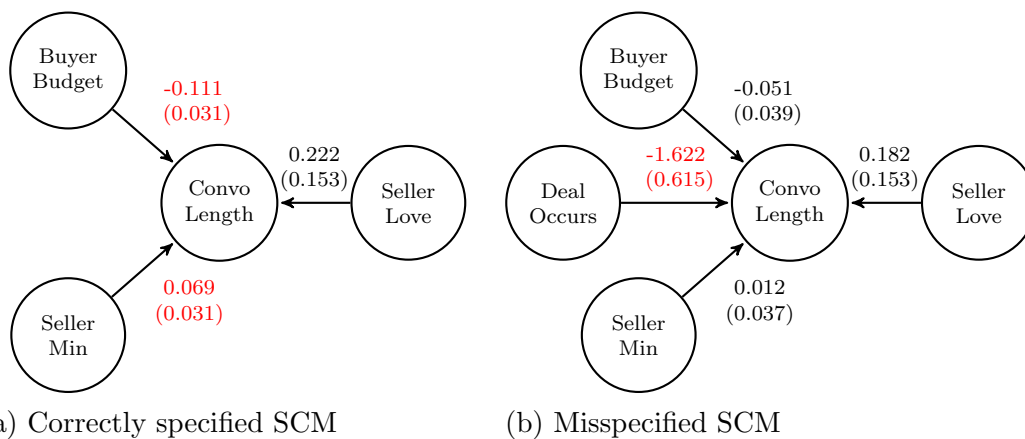 Buyer
Budget
-0.111
(0.031)
Convo
Length
0.222
(0.153)
Seller
Love
0.069
(0.031)
Seller
Min
) Correctly specified SCM
Buyer
Budget
-0.051
(0.039)
-1.622
(0.615)
Deal
Occurs
Convo
Length
0.182
(0.153)
Seller
Love
0.012
(0.037)
Seller
Min
(b) Misspecified SCM